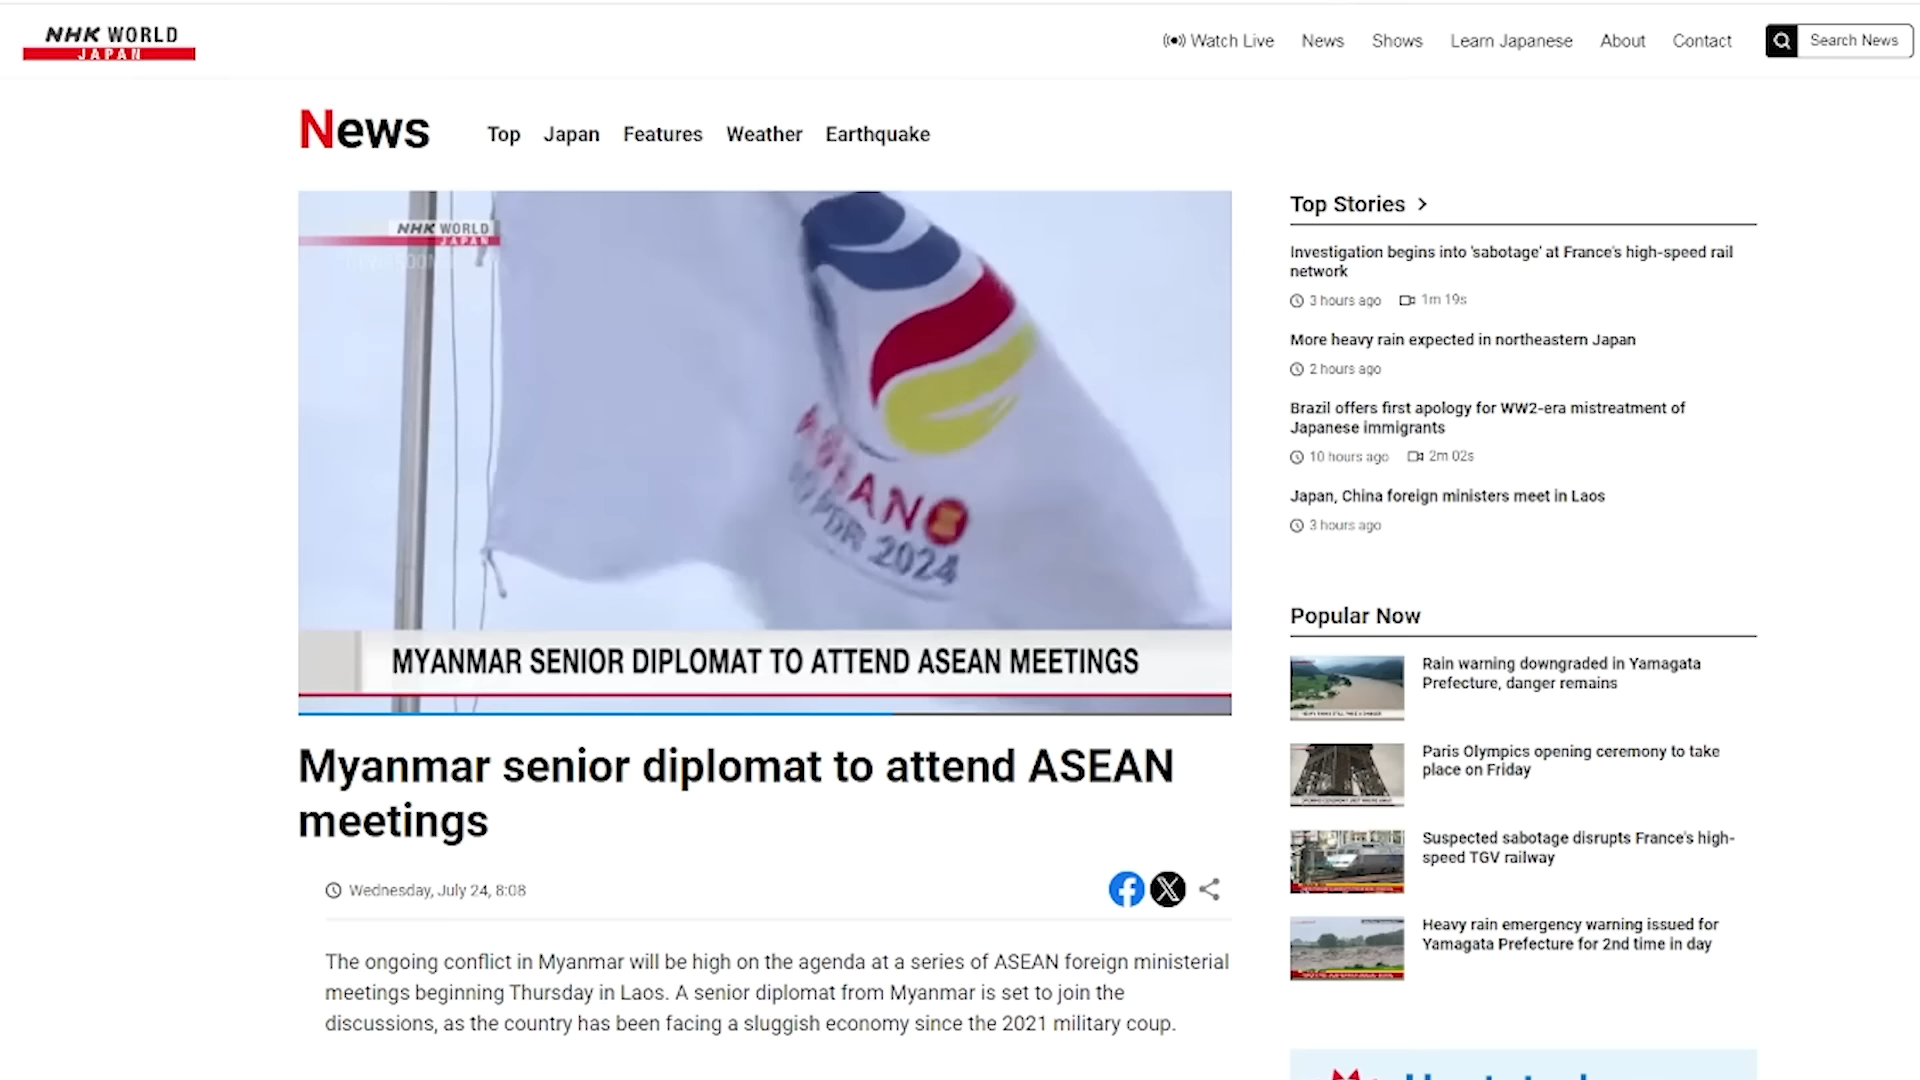 NHK WORLD
JAPAN
Watch Live
News
Shows
Learn Japanese
About
Contact
Search News
News
Top
Japan
Features
Weather
Earthquake
NHK WORLD
JAPAN
ASEAN
PDR 2024
MYANMAR SENIOR DIPLOMAT TO ATTEND ASEAN MEETINGS
Myanmar senior diplomat to attend ASEAN
meetings
Wednesday, July 24, 8:08
The ongoing conflict in Myanmar will be high on the agenda at a series of ASEAN foreign ministerial
meetings beginning Thursday in Laos. A senior diplomat from Myanmar is set to join the
discussions, as the country has been facing a sluggish economy since the 2021 military coup.
Top Stories
Investigation begins into 'sabotage' at France's high-speed rail
network
3 hours ago 1m 19s
More heavy rain expected in northeastern Japan
2 hours ago
Brazil offers first apology for WW2-era mistreatment of
Japanese immigrants
10 hours ago 2m 02s
Japan, China foreign ministers meet in Laos
3 hours ago
Popular Now
Rain warning downgraded in Yamagata
Prefecture, danger remains
Paris Olympics opening ceremony to take
place on Friday
Suspected sabotage disrupts France's high-
speed TGV railway
Heavy rain emergency warning issued for
Yamagata Prefecture for 2nd time in day